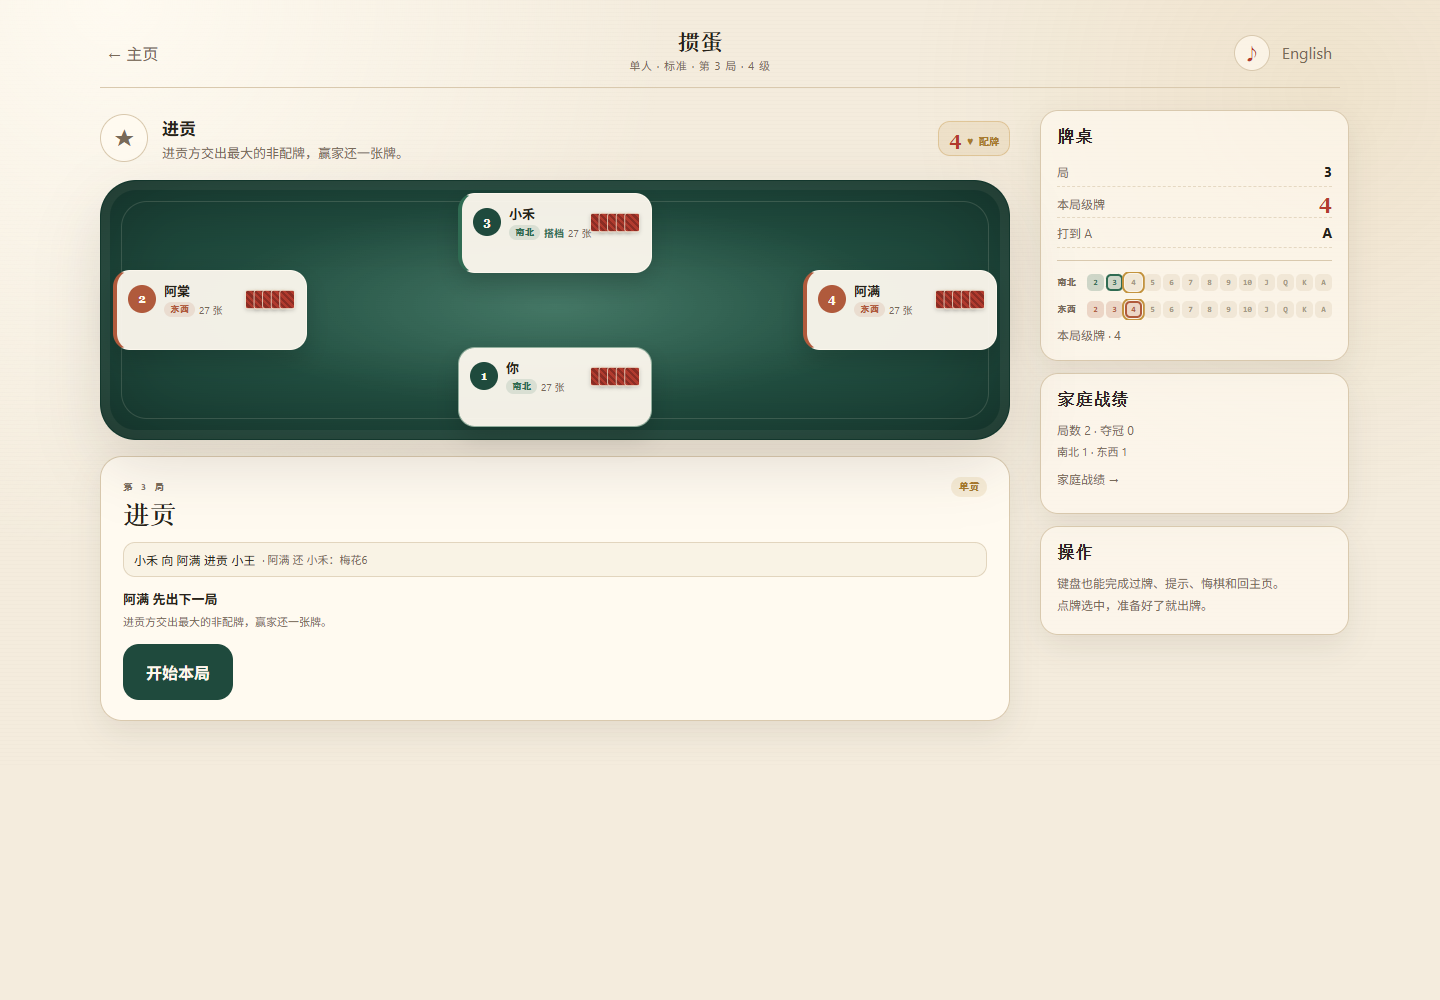 ← 主页
掼蛋
单人 · 标准 · 第 3 局 · 4 级
♪ English
★ 进贡
进贡方交出最大的非配牌，赢家还一张牌。
4 ♥ 配牌
3 小禾
南北 搭档 27 张
2 阿棠
东西 27 张
4 阿满
东西 27 张
1 你
南北 27 张
第 3 局
单贡
进贡
小禾 向 阿满 进贡 小王 · 阿满 还 小禾：梅花6
阿满 先出下一局
进贡方交出最大的非配牌，赢家还一张牌。
开始本局
牌桌
局 3
本局级牌 4
打到 A A
南北 2 3 4 5 6 7 8 9 10 J Q K A
东西 2 3 4 5 6 7 8 9 10 J Q K A
本局级牌 · 4
家庭战绩
局数 2 · 夺冠 0
南北 1 · 东西 1
家庭战绩 →
操作
键盘也能完成过牌、提示、悔棋和回主页。
点牌选中，准备好了就出牌。